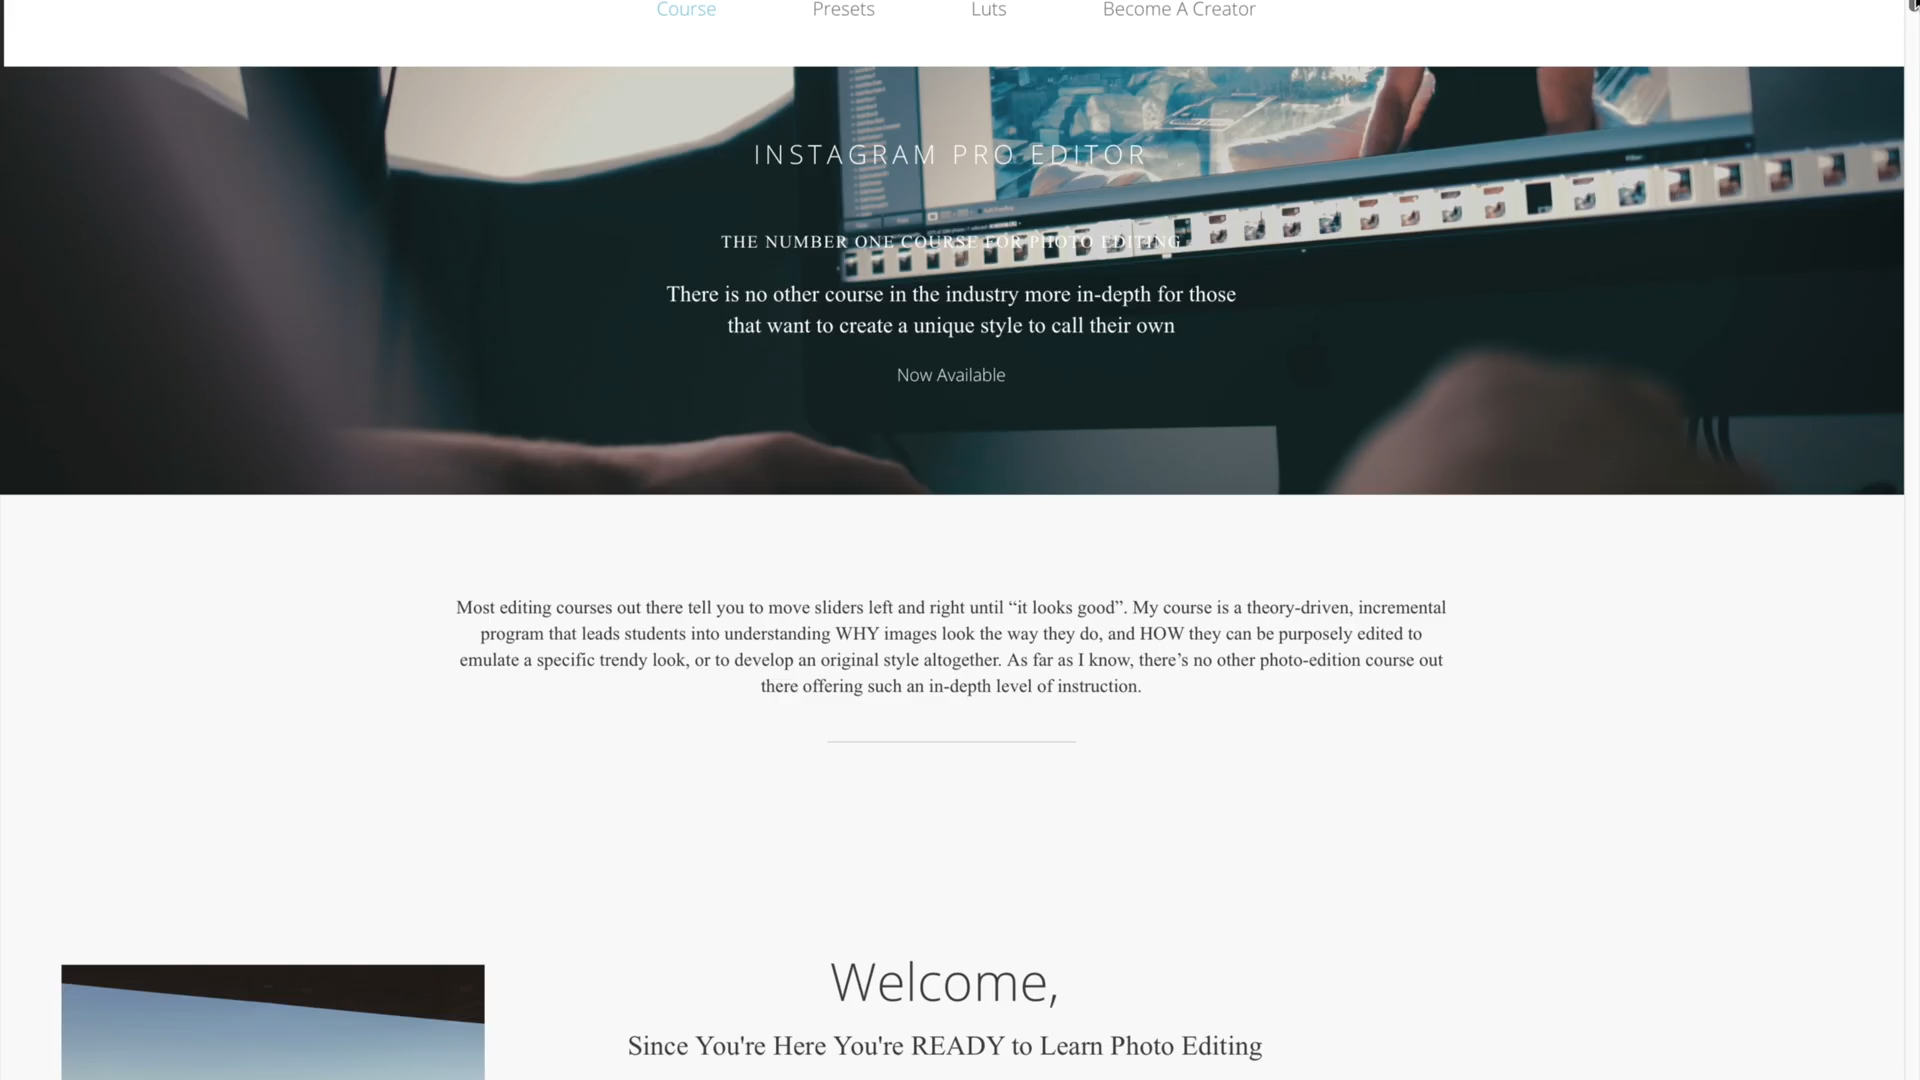 Course Presets Luts Become A Creator
INSTAGRAM PRO EDITOR
THE NUMBER ONE COURSE FOR PHOTO EDITING
There is no other course in the industry more in-depth for those
that want to create a unique style to call their own
Now Available
Most editing courses out there tell you to move sliders left and right until “it looks good”. My course is a theory-driven, incremental
program that leads students into understanding WHY images look the way they do, and HOW they can be purposely edited to
emulate a specific trendy look, or to develop an original style altogether. As far as I know, there’s no other photo-edition course out
there offering such an in-depth level of instruction.
Welcome,
Since You're Here You're READY to Learn Photo Editing